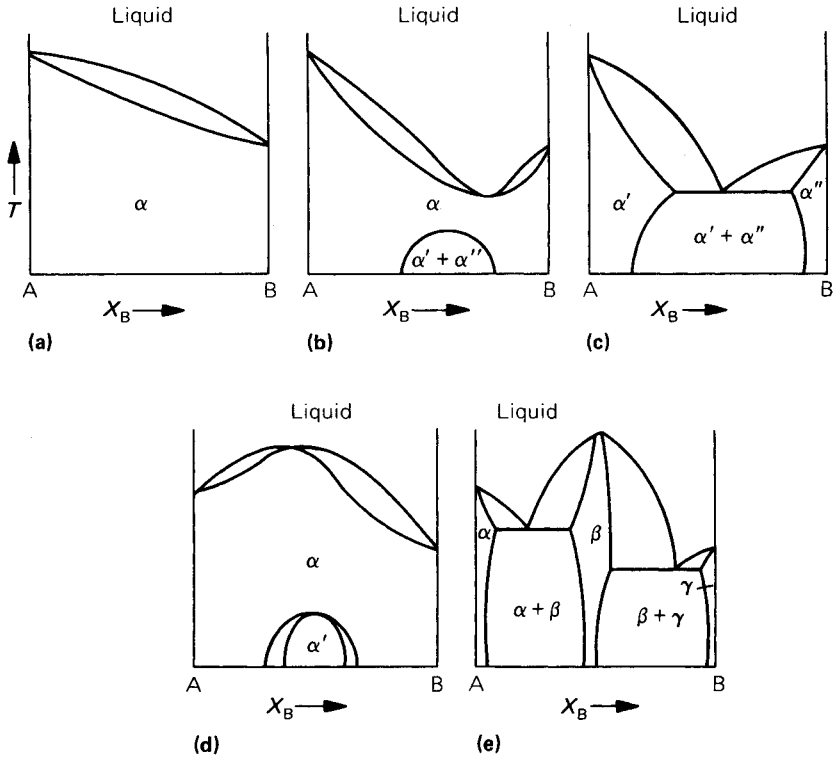 Liquid
Liquid
Liquid
T
α
α
α′ + α″
α′
α″
α′ + α″
A
B
A
B
A
B
X_B
X_B
X_B
(a)
(b)
(c)
Liquid
Liquid
α
α′
α
β
α + β
β + γ
γ
A
B
A
B
X_B
X_B
(d)
(e)